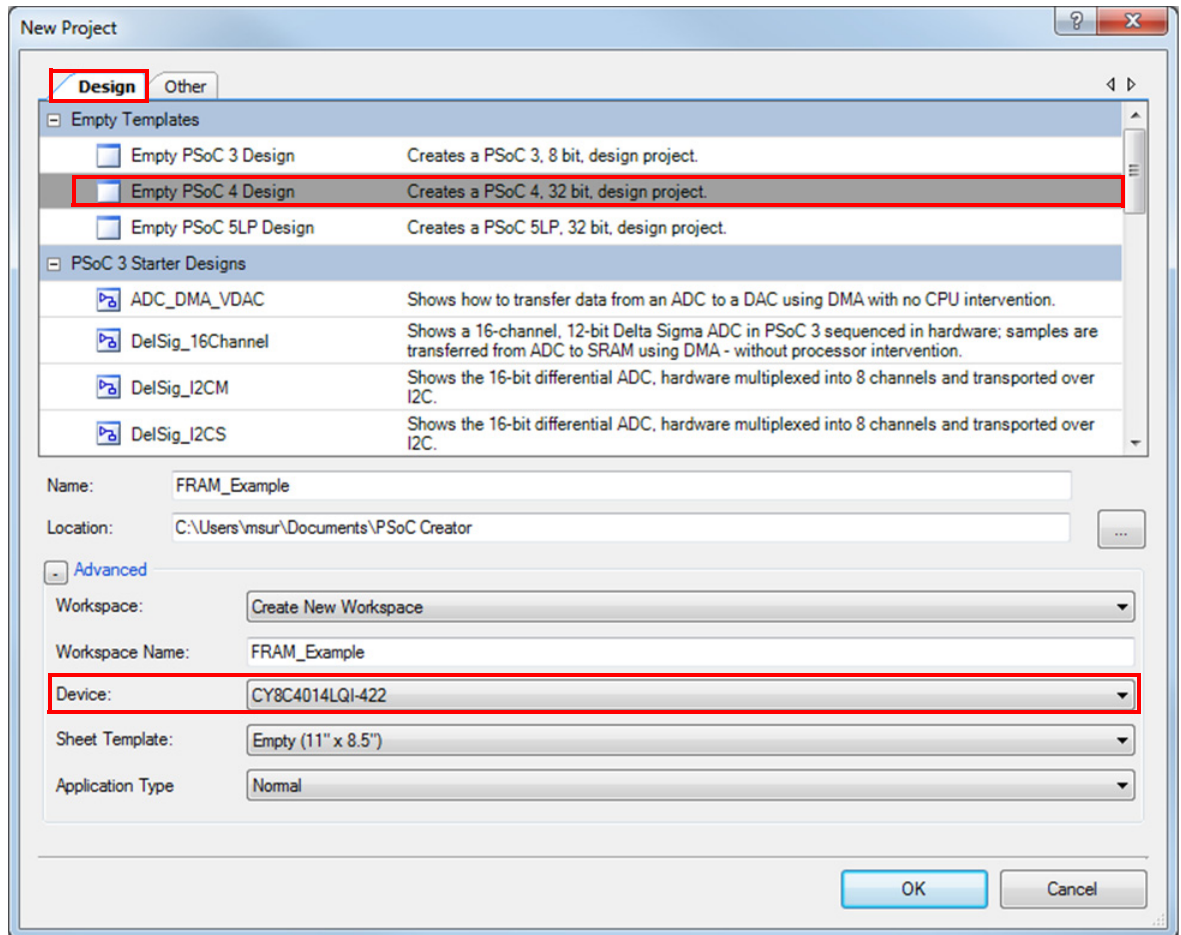 New Project
Design Other
Empty Templates
Empty PSoC 3 Design Creates a PSoC 3, 8 bit, design project.
Empty PSoC 4 Design Creates a PSoC 4, 32 bit, design project.
Empty PSoC 5LP Design Creates a PSoC 5LP, 32 bit, design project.
PSoC 3 Starter Designs
ADC_DMA_VDAC Shows how to transfer data from an ADC to a DAC using DMA with no CPU intervention.
DelSig_16Channel Shows a 16-channel, 12-bit Delta Sigma ADC in PSoC 3 sequenced in hardware; samples are
transferred from ADC to SRAM using DMA - without processor intervention.
DelSig_I2CM Shows the 16-bit differential ADC, hardware multiplexed into 8 channels and transported over
I2C.
DelSig_I2CS Shows the 16-bit differential ADC, hardware multiplexed into 8 channels and transported over
I2C.
Name: FRAM_Example
Location: C:\Users\msur\Documents\PSoC Creator
...
Advanced
Workspace: Create New Workspace
Workspace Name: FRAM_Example
Device: CY8C4014LQI-422
Sheet Template: Empty (11" x 8.5")
Application Type Normal
OK Cancel